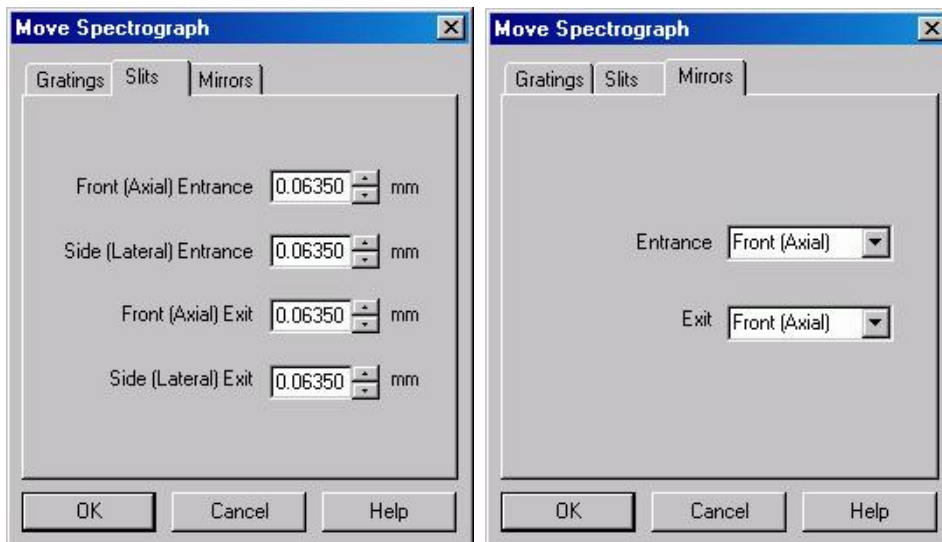 Move Spectrograph
Gratings Slits Mirrors
Front (Axial) Entrance 0.06350 mm
Side (Lateral) Entrance 0.06350 mm
Front (Axial) Exit 0.06350 mm
Side (Lateral) Exit 0.06350 mm
OK Cancel Help
Move Spectrograph
Gratings Slits Mirrors
Entrance Front (Axial)
Exit Front (Axial)
OK Cancel Help